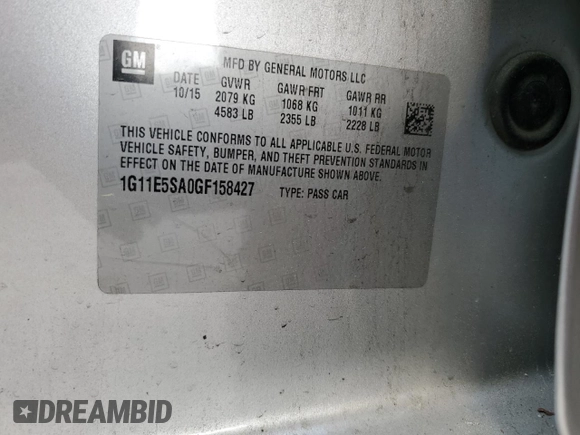 GM
MFD BY GENERAL MOTORS LLC
DATE GVWR GAWR FRT GAWR RR
10/15 2079 KG 1068 KG 1011 KG
4583 LB 2355 LB 2228 LB
THIS VEHICLE CONFORMS TO ALL APPLICABLE U.S. FEDERAL MOTOR
VEHICLE SAFETY, BUMPER, AND THEFT PREVENTION STANDARDS IN
EFFECT ON THE DATE OF MANUFACTURE SHOWN ABOVE.
1G11E5SA0GF158427 TYPE: PASS CAR
DREAMBID